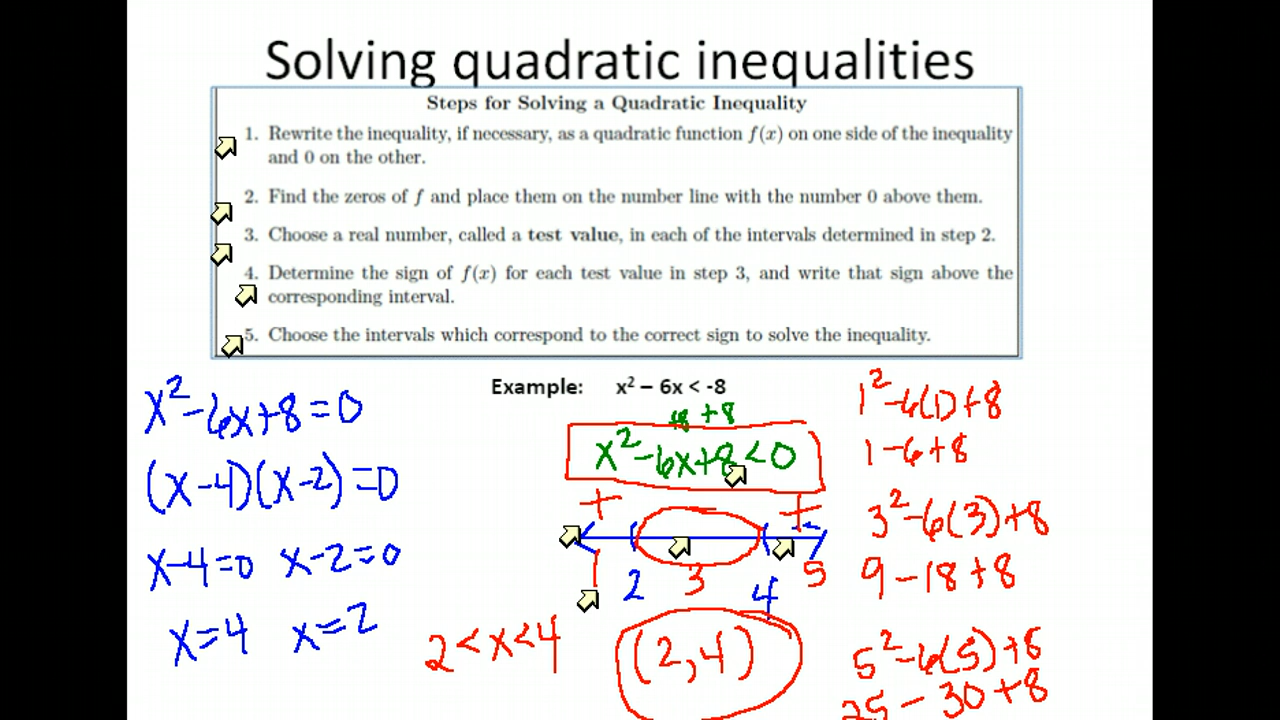 Solving quadratic inequalities
Steps for Solving a Quadratic Inequality
1. Rewrite the inequality, if necessary, as a quadratic function f(x) on one side of the inequality
and 0 on the other.
2. Find the zeros of f and place them on the number line with the number 0 above them.
3. Choose a real number, called a test value, in each of the intervals determined in step 2.
4. Determine the sign of f(x) for each test value in step 3, and write that sign above the
corresponding interval.
5. Choose the intervals which correspond to the correct sign to solve the inequality.
Example: x² – 6x < -8
+8 +8
x²-6x+8<0
x²-6x+8=0
(x-4)(x-2)=0
x-4=0 x-2=0
x=4 x=2
+ +
1 2 3 4 5
2<x<4
(2,4)
1²-6(1)+8
1-6+8
3²-6(3)+8
9-18+8
5²-6(5)+8
25-30+8